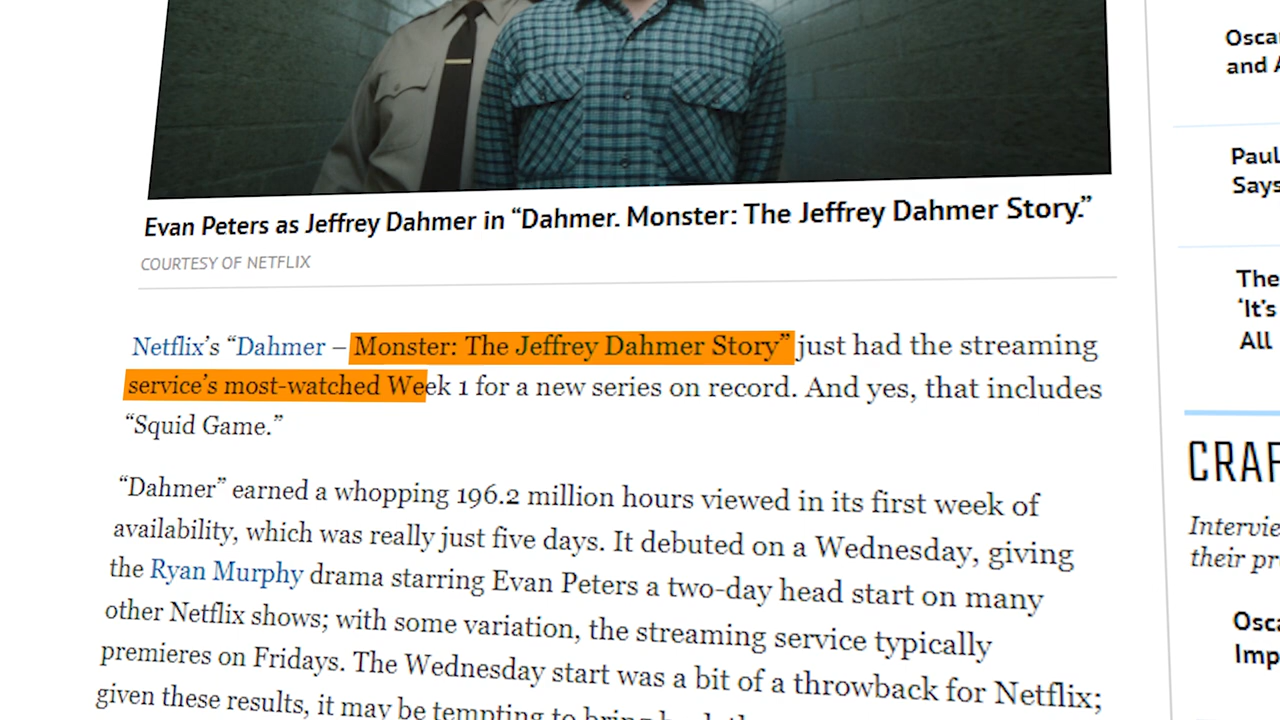 Evan Peters as Jeffrey Dahmer in “Dahmer. Monster: The Jeffrey Dahmer Story.”
COURTESY OF NETFLIX
Netflix’s “Dahmer – Monster: The Jeffrey Dahmer Story” just had the streaming
service’s most-watched Week 1 for a new series on record. And yes, that includes
“Squid Game.”
“Dahmer” earned a whopping 196.2 million hours viewed in its first week of
availability, which was really just five days. It debuted on a Wednesday, giving
the Ryan Murphy drama starring Evan Peters a two-day head start on many
other Netflix shows; with some variation, the streaming service typically
premieres on Fridays. The Wednesday start was a bit of a throwback for Netflix;
given these results, it may be tempting to bring back
Osca
and A
Paul
Says
The
‘It’s
All
CRAF
Intervie
their pr
Osca
Imp